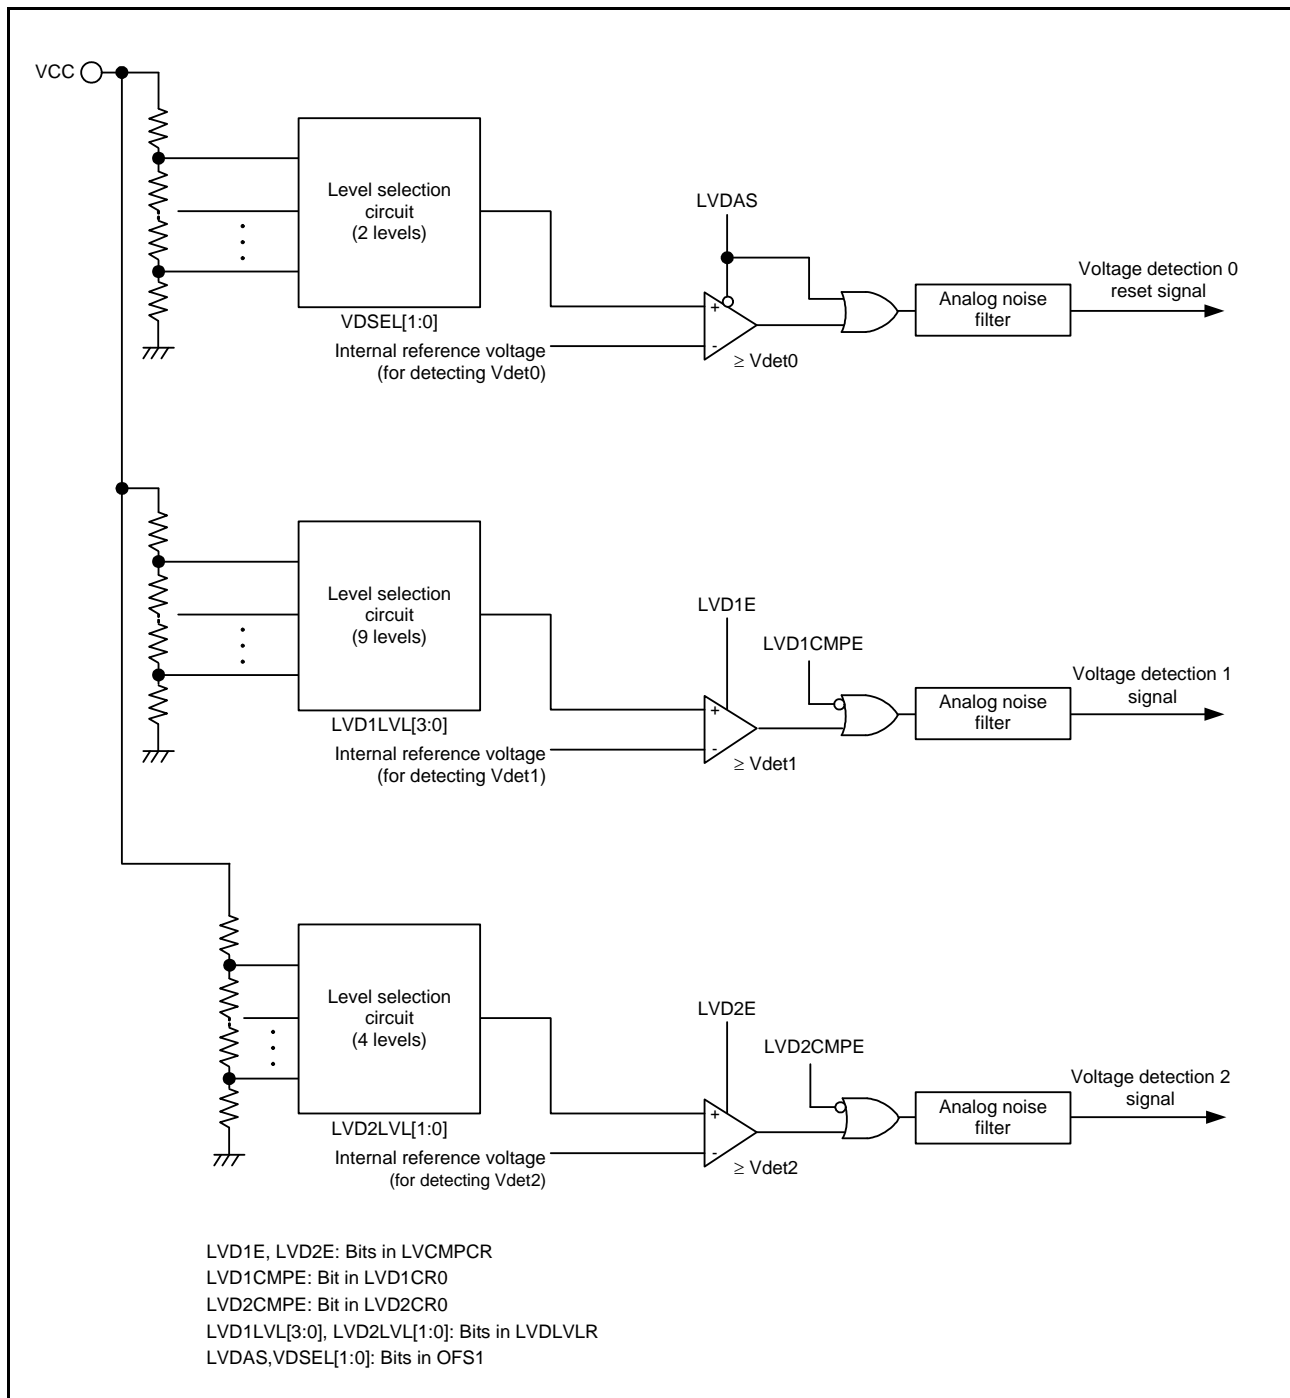 VCC
Level selection
circuit
(2 levels)
VDSEL[1:0]
Internal reference voltage
(for detecting Vdet0)
LVDAS
+
-
≥ Vdet0
Analog noise
filter
Voltage detection 0
reset signal
Level selection
circuit
(9 levels)
LVD1LVL[3:0]
Internal reference voltage
(for detecting Vdet1)
LVD1E
LVD1CMPE
+
-
≥ Vdet1
Analog noise
filter
Voltage detection 1
signal
Level selection
circuit
(4 levels)
LVD2LVL[1:0]
Internal reference voltage
(for detecting Vdet2)
LVD2E
LVD2CMPE
+
-
≥ Vdet2
Analog noise
filter
Voltage detection 2
signal
LVD1E, LVD2E: Bits in LVCMPCR
LVD1CMPE: Bit in LVD1CR0
LVD2CMPE: Bit in LVD2CR0
LVD1LVL[3:0], LVD2LVL[1:0]: Bits in LVDLVLR
LVDAS,VDSEL[1:0]: Bits in OFS1